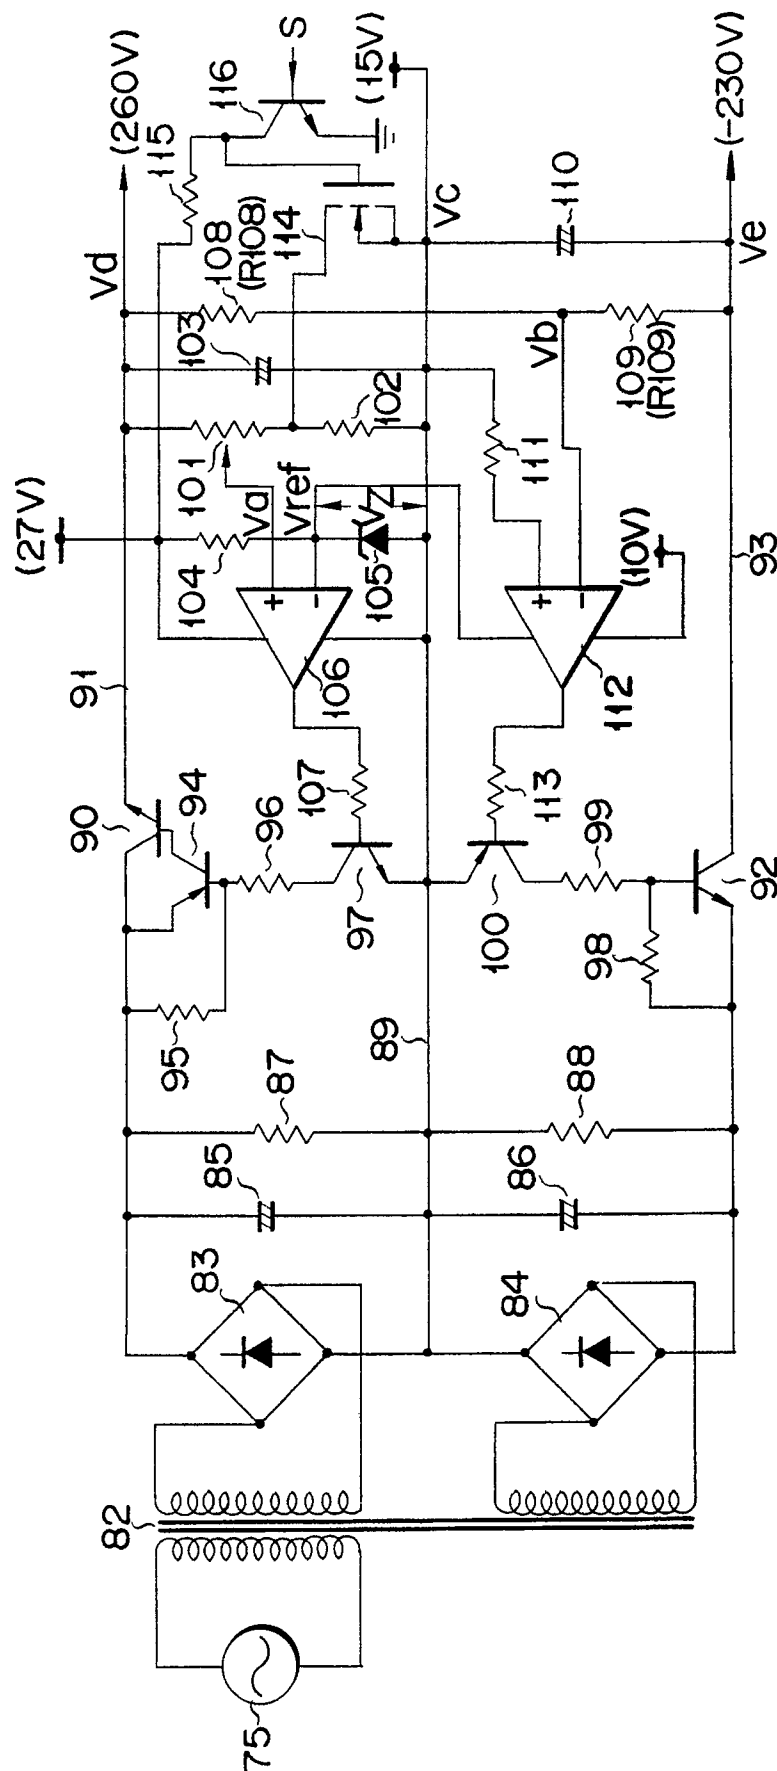 75
82
83
84
85
86
87
88
89
95
98
90
94
96
97
100
99
92
91
107
113
106
112
(27V)
104
Va
Vref
Vz
105
+
-
+
-
(10V)
93
101
102
103
111
108
(R108)
114
Vb
109
(R109)
Vd
(260V)
115
116
S
(15V)
Vc
110
Ve
(-230V)